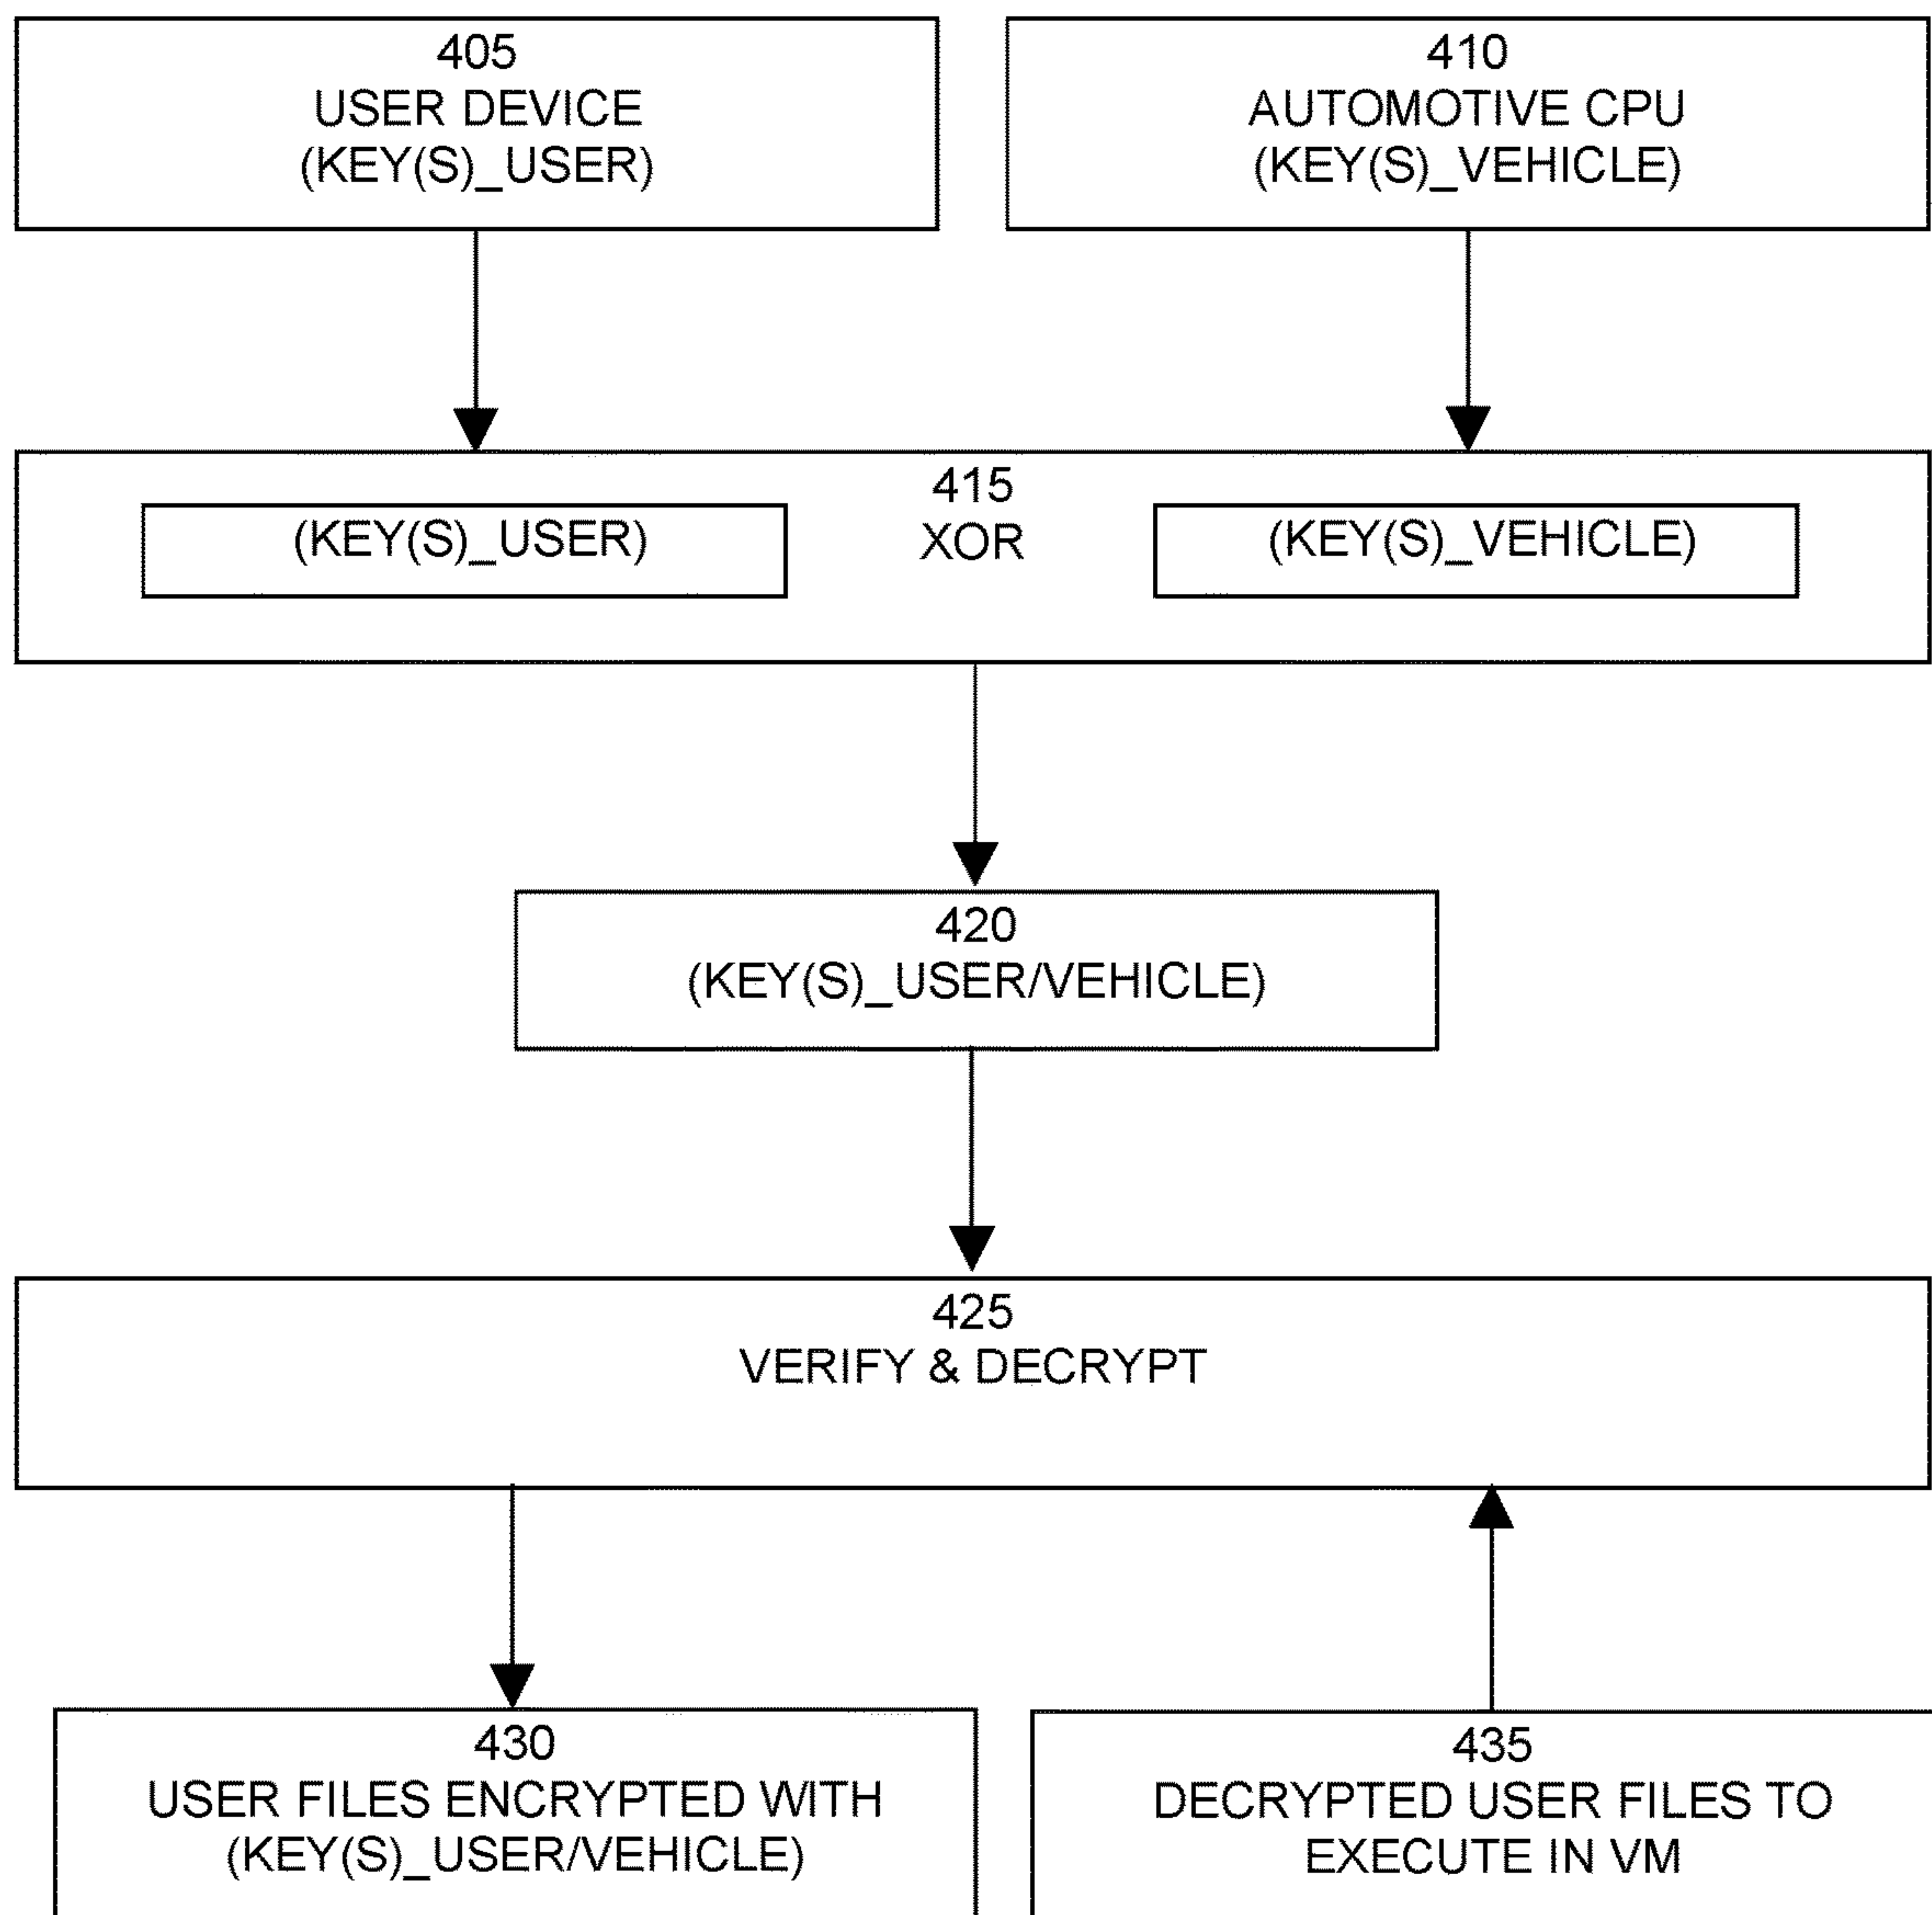 405
USER DEVICE
(KEY(S)_USER)
410
AUTOMOTIVE CPU
(KEY(S)_VEHICLE)
415
XOR
(KEY(S)_USER)
(KEY(S)_VEHICLE)
420
(KEY(S)_USER/VEHICLE)
425
VERIFY & DECRYPT
430
USER FILES ENCRYPTED WITH
(KEY(S)_USER/VEHICLE)
435
DECRYPTED USER FILES TO
EXECUTE IN VM